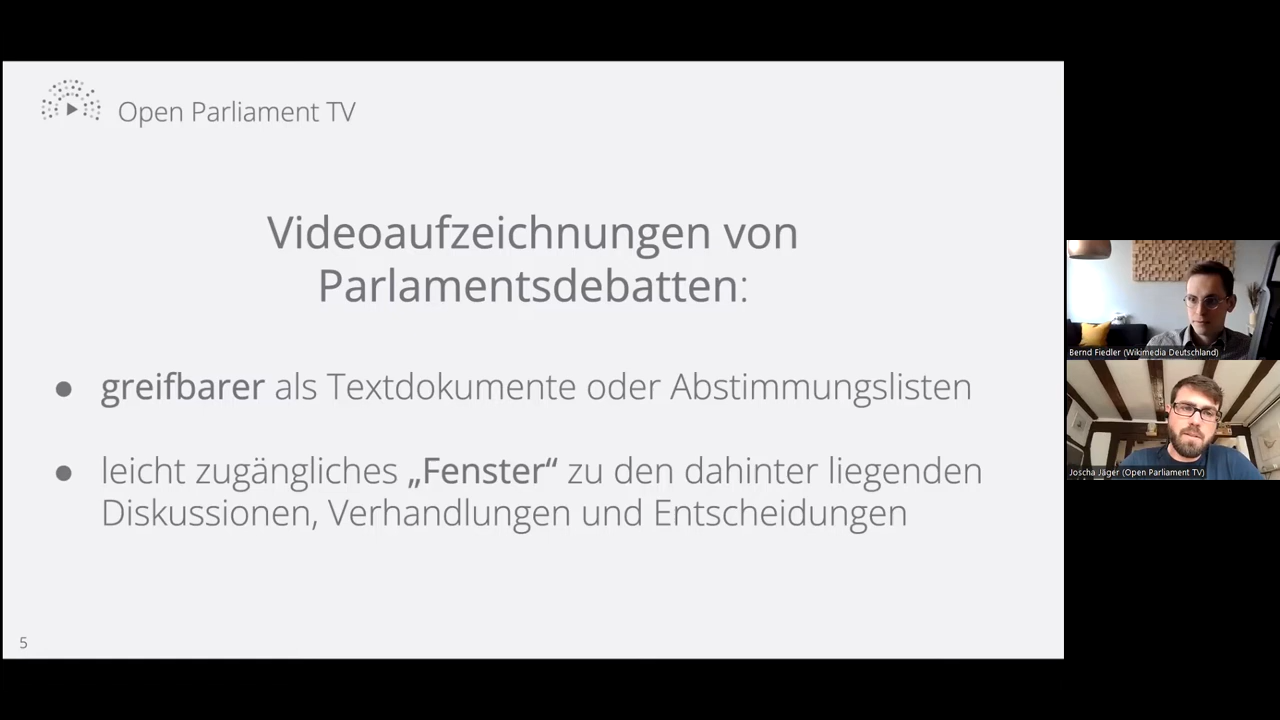 Open Parliament TV
Videoaufzeichnungen von
Parlamentsdebatten:
● greifbarer als Textdokumente oder Abstimmungslisten
● leicht zugängliches „Fenster“ zu den dahinter liegenden
Diskussionen, Verhandlungen und Entscheidungen
5
Bernd Fiedler (Wikimedia Deutschland)
Joscha Jäger (Open Parliament TV)